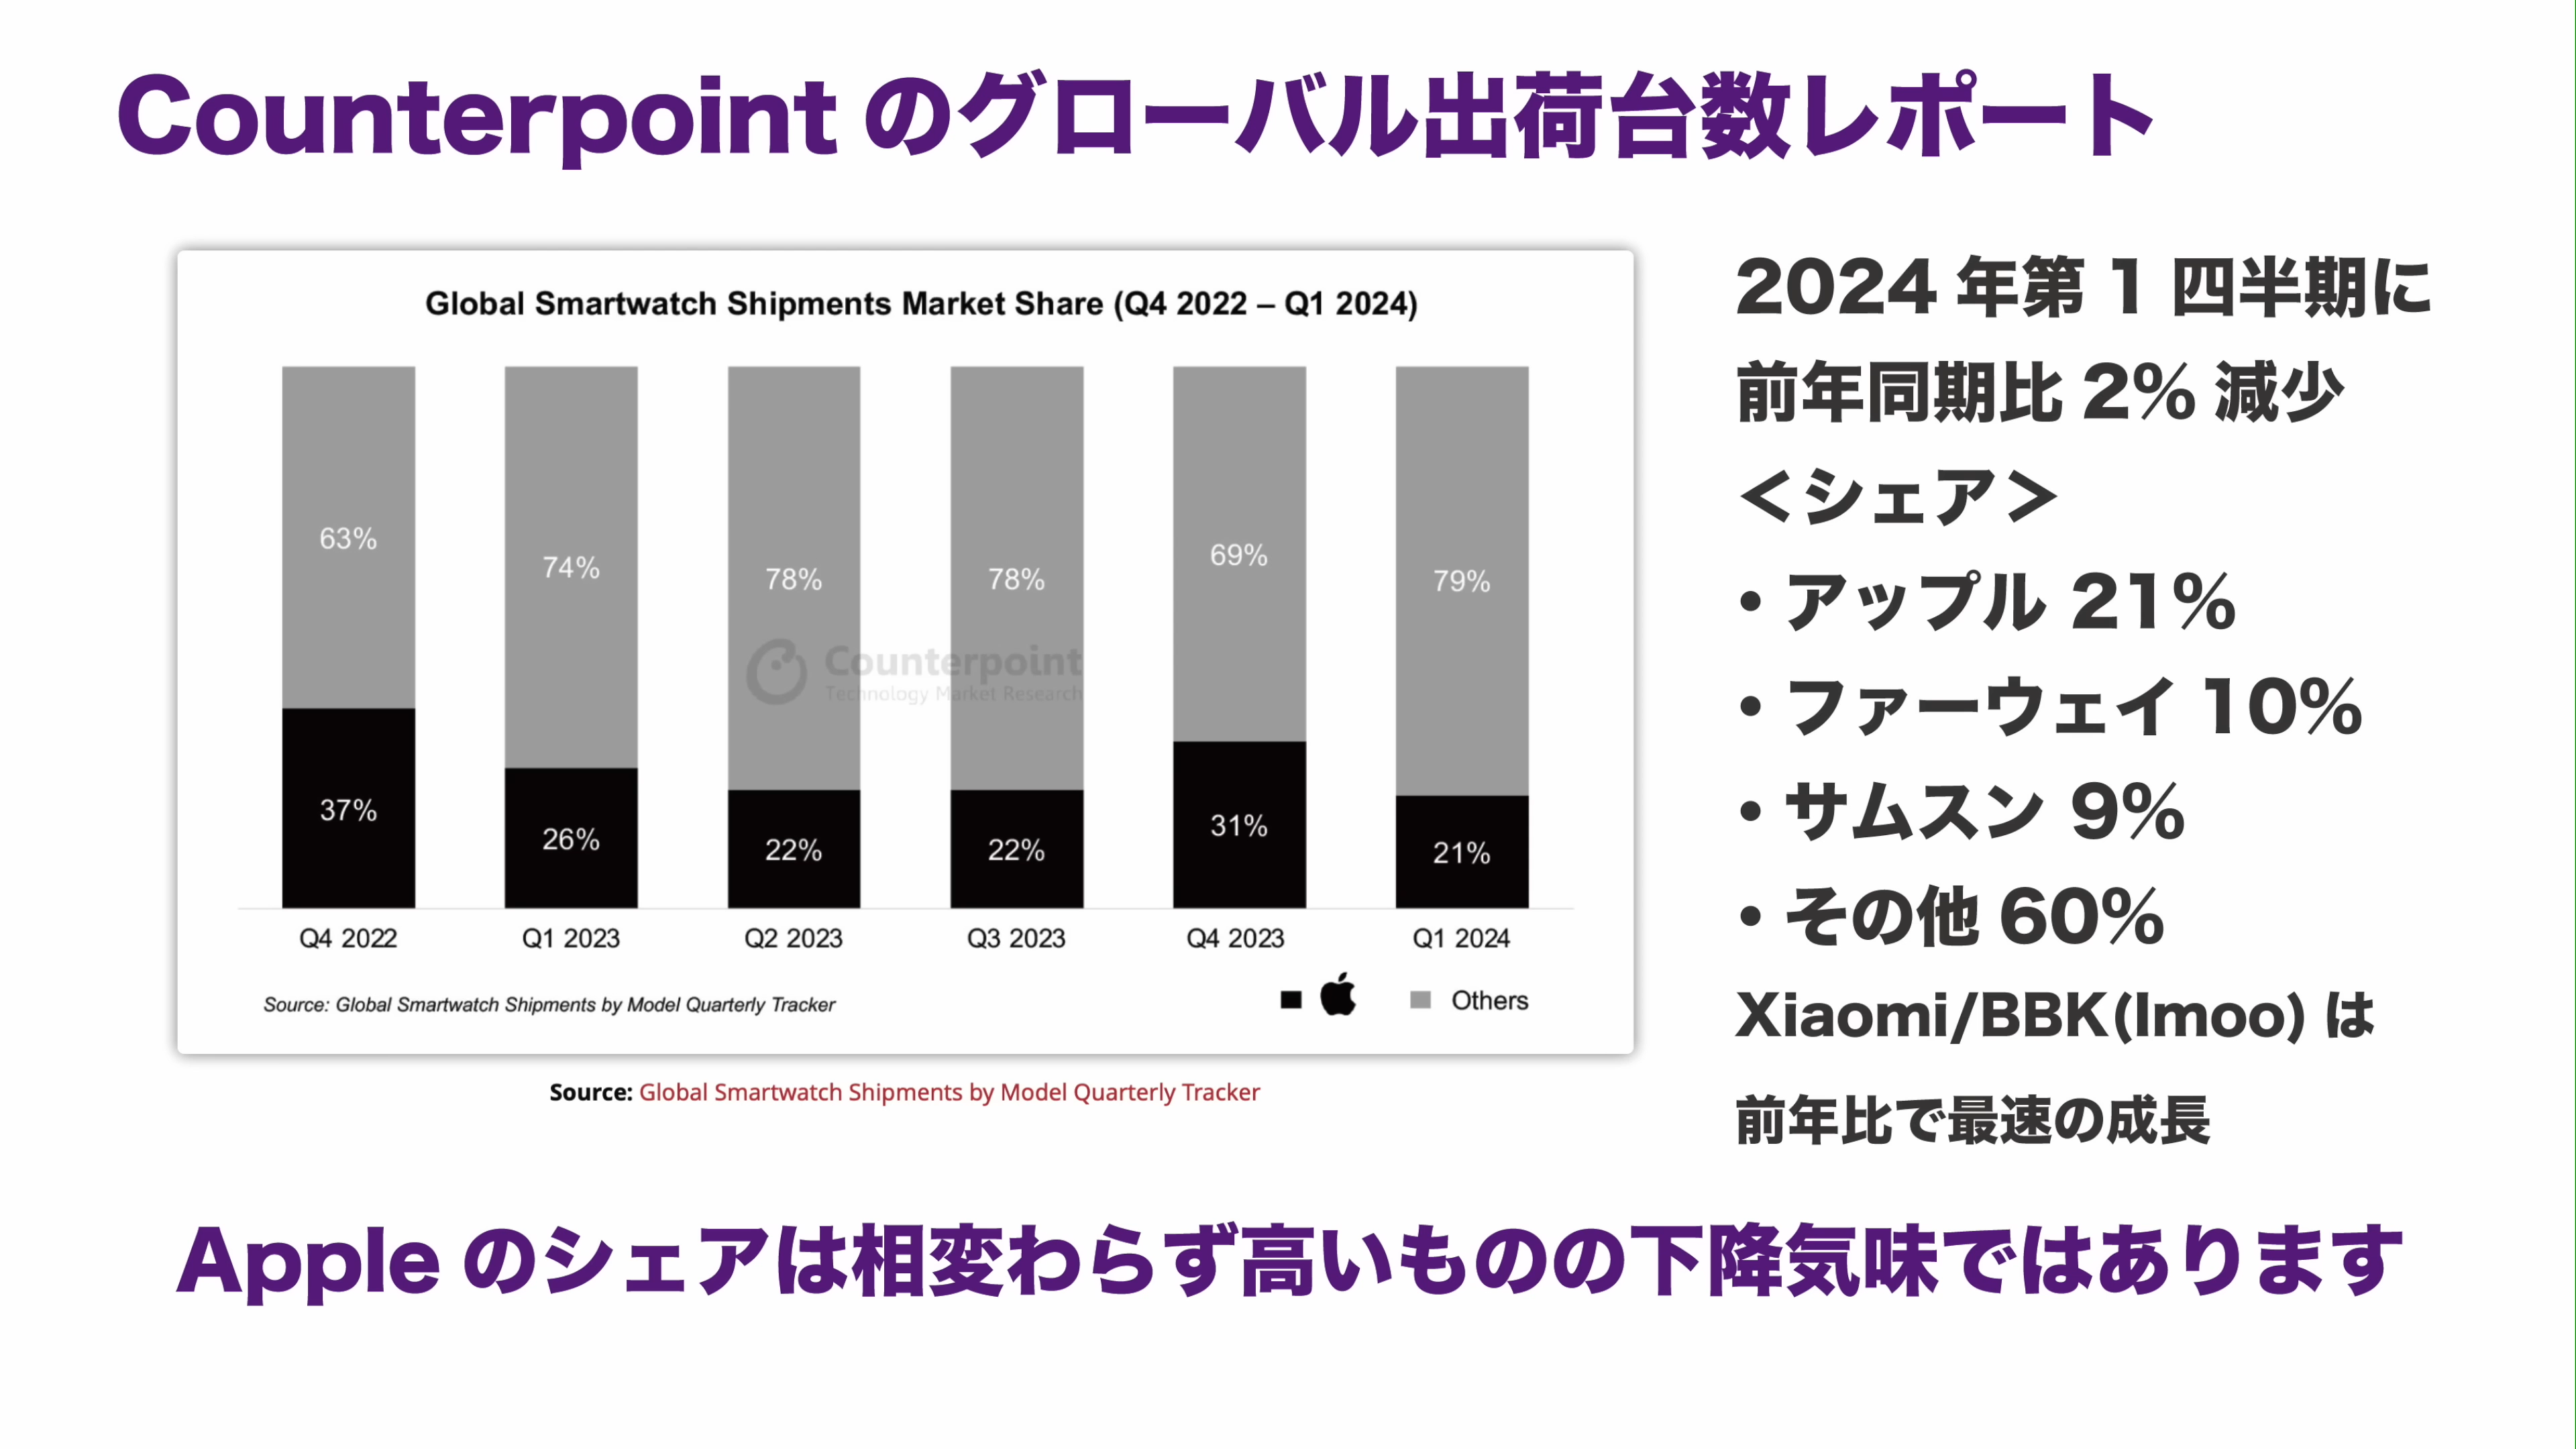 Counterpoint のグローバル出荷台数レポート
Global Smartwatch Shipments Market Share (Q4 2022 – Q1 2024)
63% 74% 78% 78% 69% 79%
Counterpoint
Technology Market Research
37% 26% 22% 22% 31% 21%
Q4 2022 Q1 2023 Q2 2023 Q3 2023 Q4 2023 Q1 2024
Source: Global Smartwatch Shipments by Model Quarterly Tracker
Others
Source: Global Smartwatch Shipments by Model Quarterly Tracker
2024 年第 1 四半期に
前年同期比 2% 減少
＜シェア＞
・アップル 21%
・ファーウェイ 10%
・サムスン 9%
・その他 60%
Xiaomi/BBK(Imoo) は
前年比で最速の成長
Apple のシェアは相変わらず高いものの下降気味ではあります